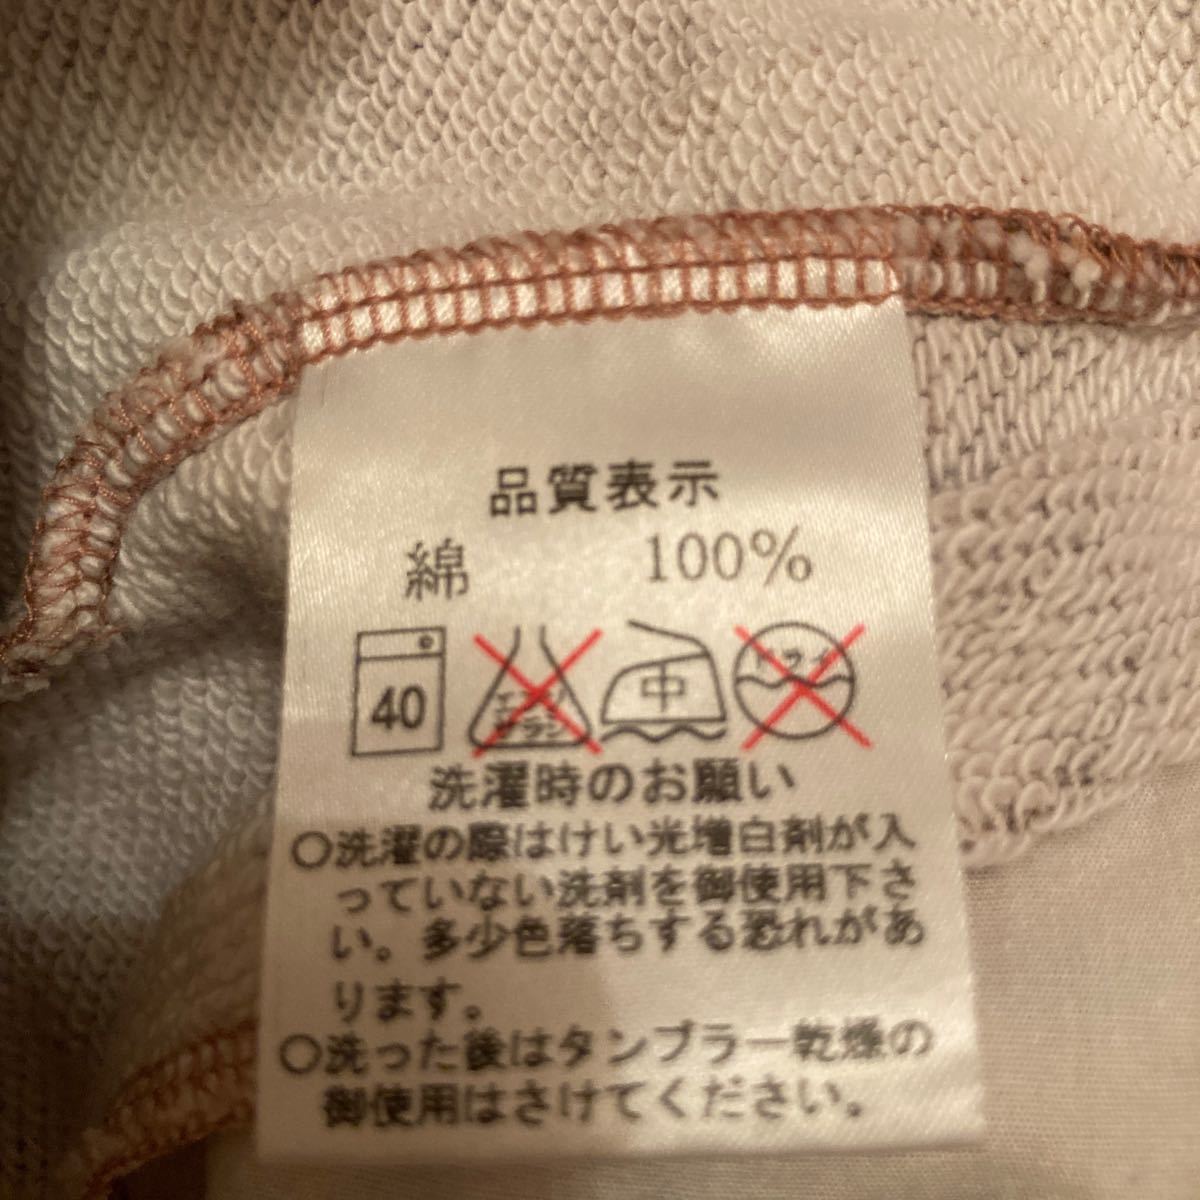 品質表示
綿 100%
40 エンソ サラシ 中 ドライ
洗濯時のお願い
○洗濯の際はけい光増白剤が入
っていない洗剤を御使用下さ
い。多少色落ちする恐れがあ
ります。
○洗った後はタンブラー乾燥の
御使用はさけてください。